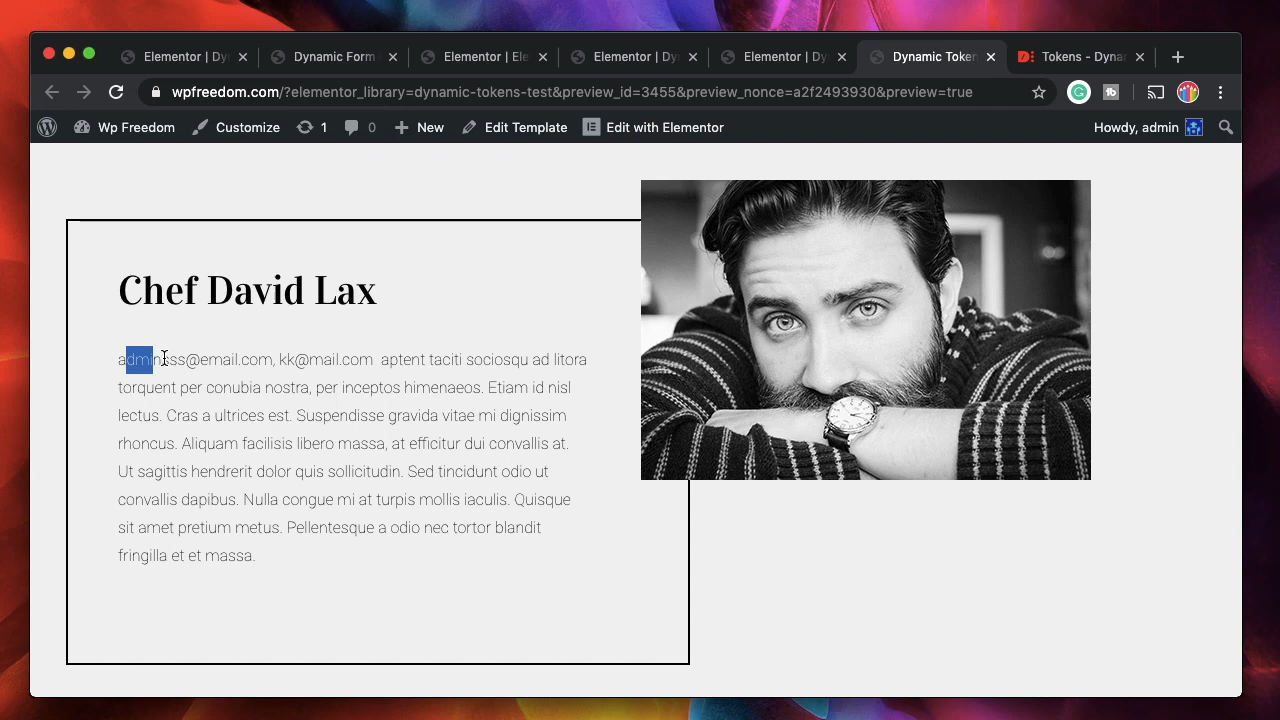 Elementor | Dy
Dynamic Form
Elementor | Ele
Elementor | Dy
Elementor | Dy
Dynamic Token
Tokens - Dyna
wpfreedom.com/?elementor_library=dynamic-tokens-test&preview_id=3455&preview_nonce=a2f2493930&preview=true
Wp Freedom
Customize
1
0
New
Edit Template
Edit with Elementor
Howdy, admin
Chef David Lax
adminsss@email.com, kk@mail.com aptent taciti sociosqu ad litora
torquent per conubia nostra, per inceptos himenaeos. Etiam id nisl
lectus. Cras a ultrices est. Suspendisse gravida vitae mi dignissim
rhoncus. Aliquam facilisis libero massa, at efficitur dui convallis at.
Ut sagittis hendrerit dolor quis sollicitudin. Sed tincidunt odio ut
convallis dapibus. Nulla congue mi at turpis mollis iaculis. Quisque
sit amet pretium metus. Pellentesque a odio nec tortor blandit
fringilla et et massa.